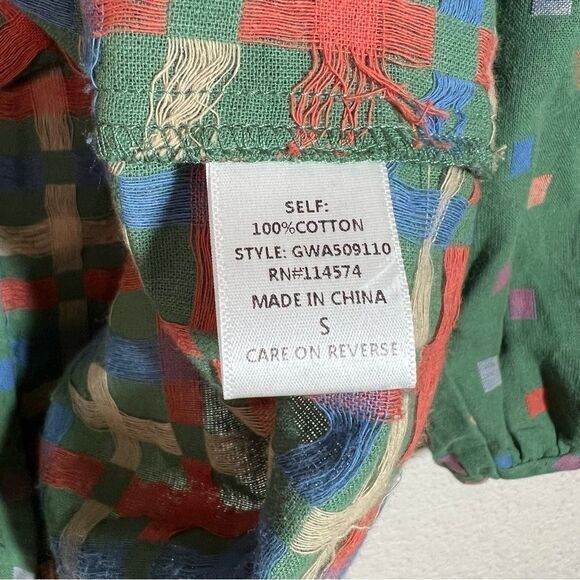 SELF:
100%COTTON
STYLE: GWA509110
RN#114574
MADE IN CHINA
S
CARE ON REVERSE